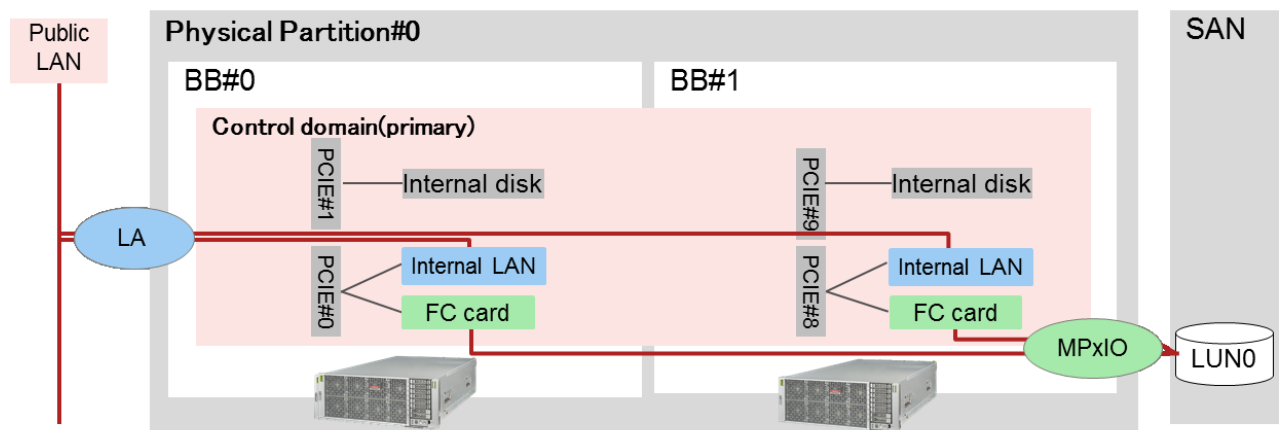 Public
LAN
Physical Partition#0
SAN
BB#0
BB#1
Control domain(primary)
PCIE#1
Internal disk
PCIE#9
Internal disk
LA
PCIE#0
Internal LAN
FC card
PCIE#8
Internal LAN
FC card
MPxIO
LUN0